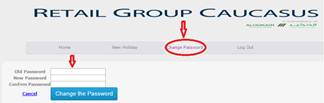 RETAIL GROUP CAUCASUS
ALSHAIR
Home New Holiday Change Password Log Out
Old Password
New Password
Confirm Password
Cancel Change the Password